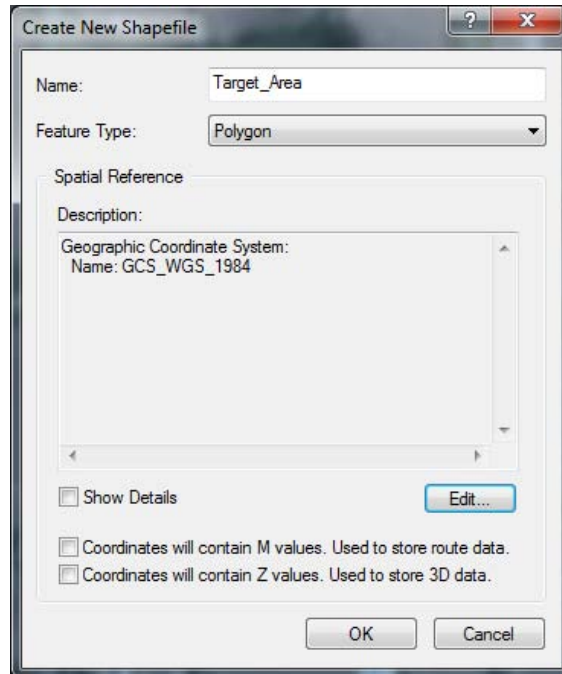 Create New Shapefile
?
X
Name:
Target_Area
Feature Type:
Polygon
Spatial Reference
Description:
Geographic Coordinate System:
Name: GCS_WGS_1984
Show Details
Edit...
Coordinates will contain M values. Used to store route data.
Coordinates will contain Z values. Used to store 3D data.
OK
Cancel